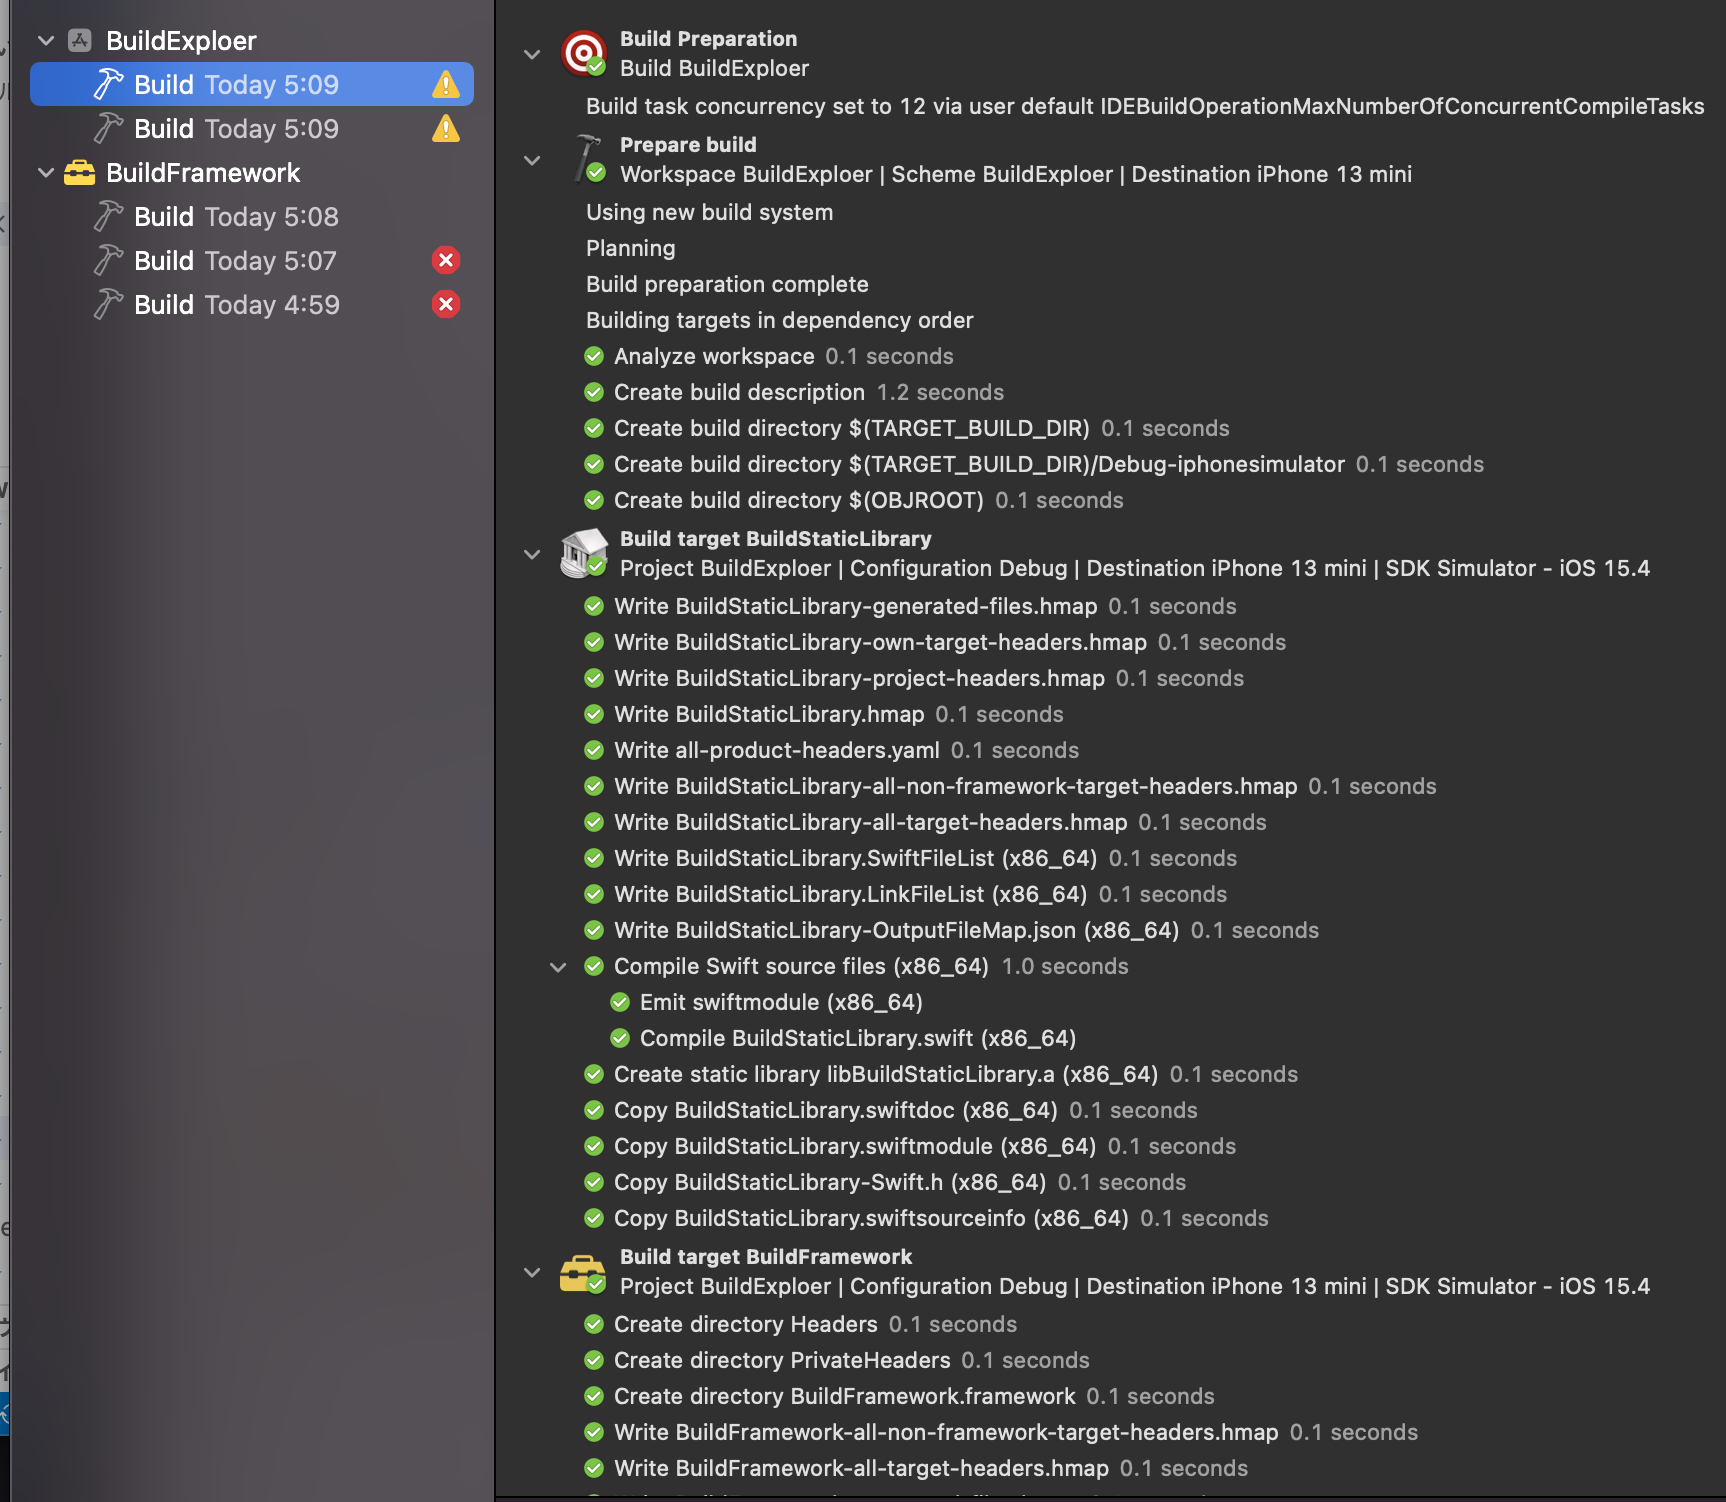 BuildExploer
Build Today 5:09
Build Today 5:09
BuildFramework
Build Today 5:08
Build Today 5:07
Build Today 4:59
Build Preparation
Build BuildExploer
Build task concurrency set to 12 via user default IDEBuildOperationMaxNumberOfConcurrentCompileTasks
Prepare build
Workspace BuildExploer | Scheme BuildExploer | Destination iPhone 13 mini
Using new build system
Planning
Build preparation complete
Building targets in dependency order
Analyze workspace 0.1 seconds
Create build description 1.2 seconds
Create build directory $(TARGET_BUILD_DIR) 0.1 seconds
Create build directory $(TARGET_BUILD_DIR)/Debug-iphonesimulator 0.1 seconds
Create build directory $(OBJROOT) 0.1 seconds
Build target BuildStaticLibrary
Project BuildExploer | Configuration Debug | Destination iPhone 13 mini | SDK Simulator - iOS 15.4
Write BuildStaticLibrary-generated-files.hmap 0.1 seconds
Write BuildStaticLibrary-own-target-headers.hmap 0.1 seconds
Write BuildStaticLibrary-project-headers.hmap 0.1 seconds
Write BuildStaticLibrary.hmap 0.1 seconds
Write all-product-headers.yaml 0.1 seconds
Write BuildStaticLibrary-all-non-framework-target-headers.hmap 0.1 seconds
Write BuildStaticLibrary-all-target-headers.hmap 0.1 seconds
Write BuildStaticLibrary.SwiftFileList (x86_64) 0.1 seconds
Write BuildStaticLibrary.LinkFileList (x86_64) 0.1 seconds
Write BuildStaticLibrary-OutputFileMap.json (x86_64) 0.1 seconds
Compile Swift source files (x86_64) 1.0 seconds
Emit swiftmodule (x86_64)
Compile BuildStaticLibrary.swift (x86_64)
Create static library libBuildStaticLibrary.a (x86_64) 0.1 seconds
Copy BuildStaticLibrary.swiftdoc (x86_64) 0.1 seconds
Copy BuildStaticLibrary.swiftmodule (x86_64) 0.1 seconds
Copy BuildStaticLibrary-Swift.h (x86_64) 0.1 seconds
Copy BuildStaticLibrary.swiftsourceinfo (x86_64) 0.1 seconds
Build target BuildFramework
Project BuildExploer | Configuration Debug | Destination iPhone 13 mini | SDK Simulator - iOS 15.4
Create directory Headers 0.1 seconds
Create directory PrivateHeaders 0.1 seconds
Create directory BuildFramework.framework 0.1 seconds
Write BuildFramework-all-non-framework-target-headers.hmap 0.1 seconds
Write BuildFramework-all-target-headers.hmap 0.1 seconds